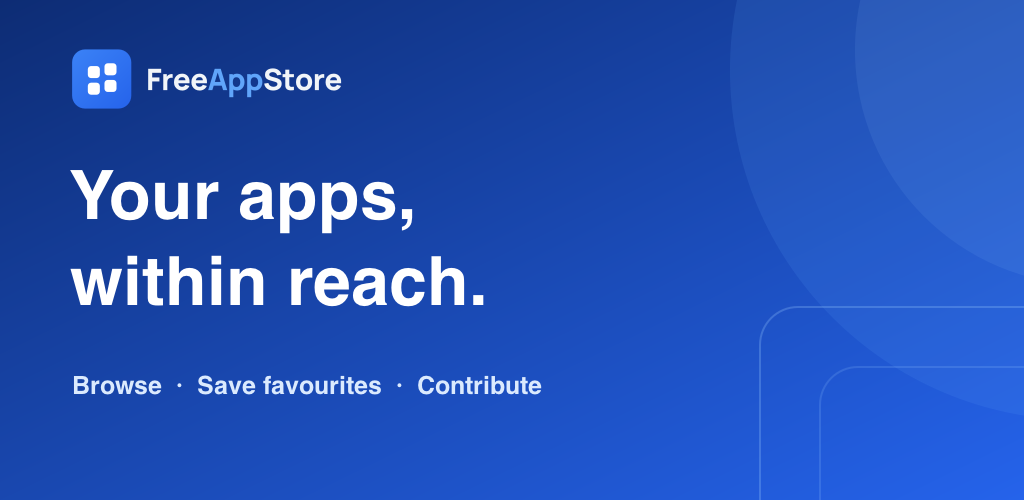 FreeAppStore
Your apps,
within reach.
Browse · Save favourites · Contribute